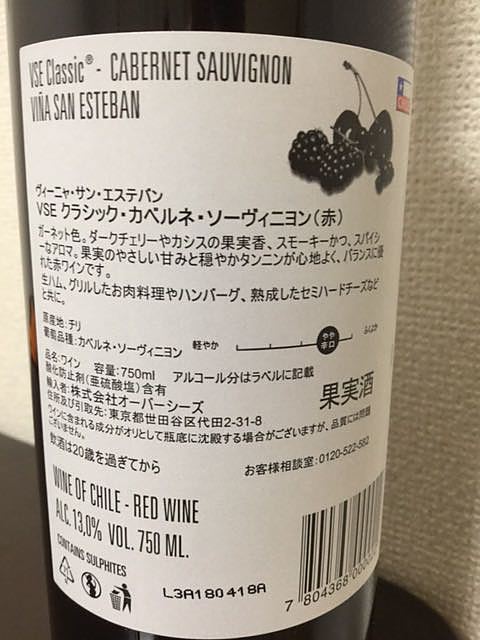 VSE Classic® - CABERNET SAUVIGNON
VIÑA SAN ESTEBAN
ヴィーニャ・サン・エステバン
VSE クラシック・カベルネ・ソーヴィニヨン(赤)
ガーネット色。ダークチェリーやカシスの果実香、スモーキーかつ、スパイシ
ーなアロマ。果実のやさしい甘みと穏やかタンニンが心地よく、バランスに優
れた赤ワインです。
生ハム、グリルしたお肉料理やハンバーグ、熟成したセミハードチーズなど
と共に。
原産地:チリ
葡萄品種:カベルネ・ソーヴィニヨン
軽やか
やや
辛口
ふくよか
品名:ワイン 容量:750ml アルコール分はラベルに記載
酸化防止剤(亜硫酸塩)含有
果実酒
輸入者:株式会社オーバーシーズ
住所及び引取先:東京都世田谷区代田2-31-8
ワインに含まれる成分がオリとして瓶底に沈殿する場合がございますが、品質には問題
ございません。
飲酒は20歳を過ぎてから
お客様相談室:0120-522-582
WINE OF CHILE - RED WINE
ALC. 13,0% VOL. 750 ML.
CONTAINS SULPHITES
L3A180418A
7 804368 000